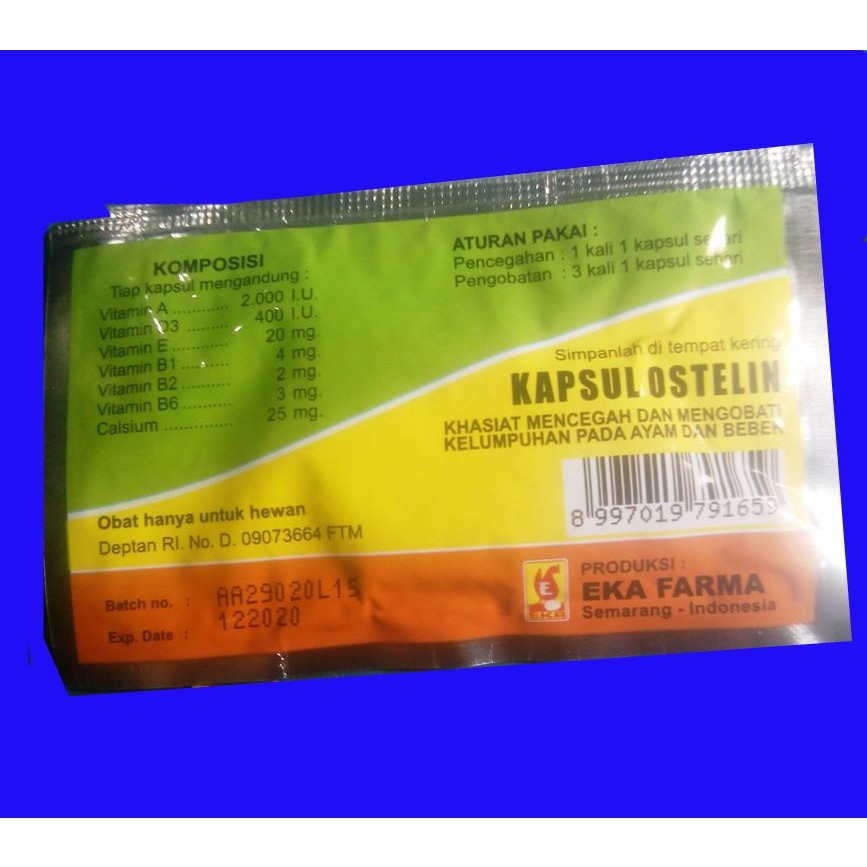 KOMPOSISI
Tiap kapsul mengandung :
Vitamin A ............ 2.000 I.U.
Vitamin D3 ......... 400 I.U.
Vitamin E ............ 20 mg.
Vitamin B1 ........... 4 mg.
Vitamin B2 ........... 2 mg.
Vitamin B6 ........... 3 mg.
Calsium ............... 25 mg.
ATURAN PAKAI :
Pencegahan : 1 kali 1 kapsul sehari
Pengobatan : 3 kali 1 kapsul sehari
Simpanlah di tempat kering
KAPSUL OSTELIN
KHASIAT MENCEGAH DAN MENGOBATI
KELUMPUHAN PADA AYAM DAN BEBEK
8 997019 791659
Obat hanya untuk hewan
Deptan RI. No. D. 09073664 FTM
Batch no. : AA29020L15
Exp. Date : 122020
EKA
PRODUKSI :
EKA FARMA
Semarang - Indonesia